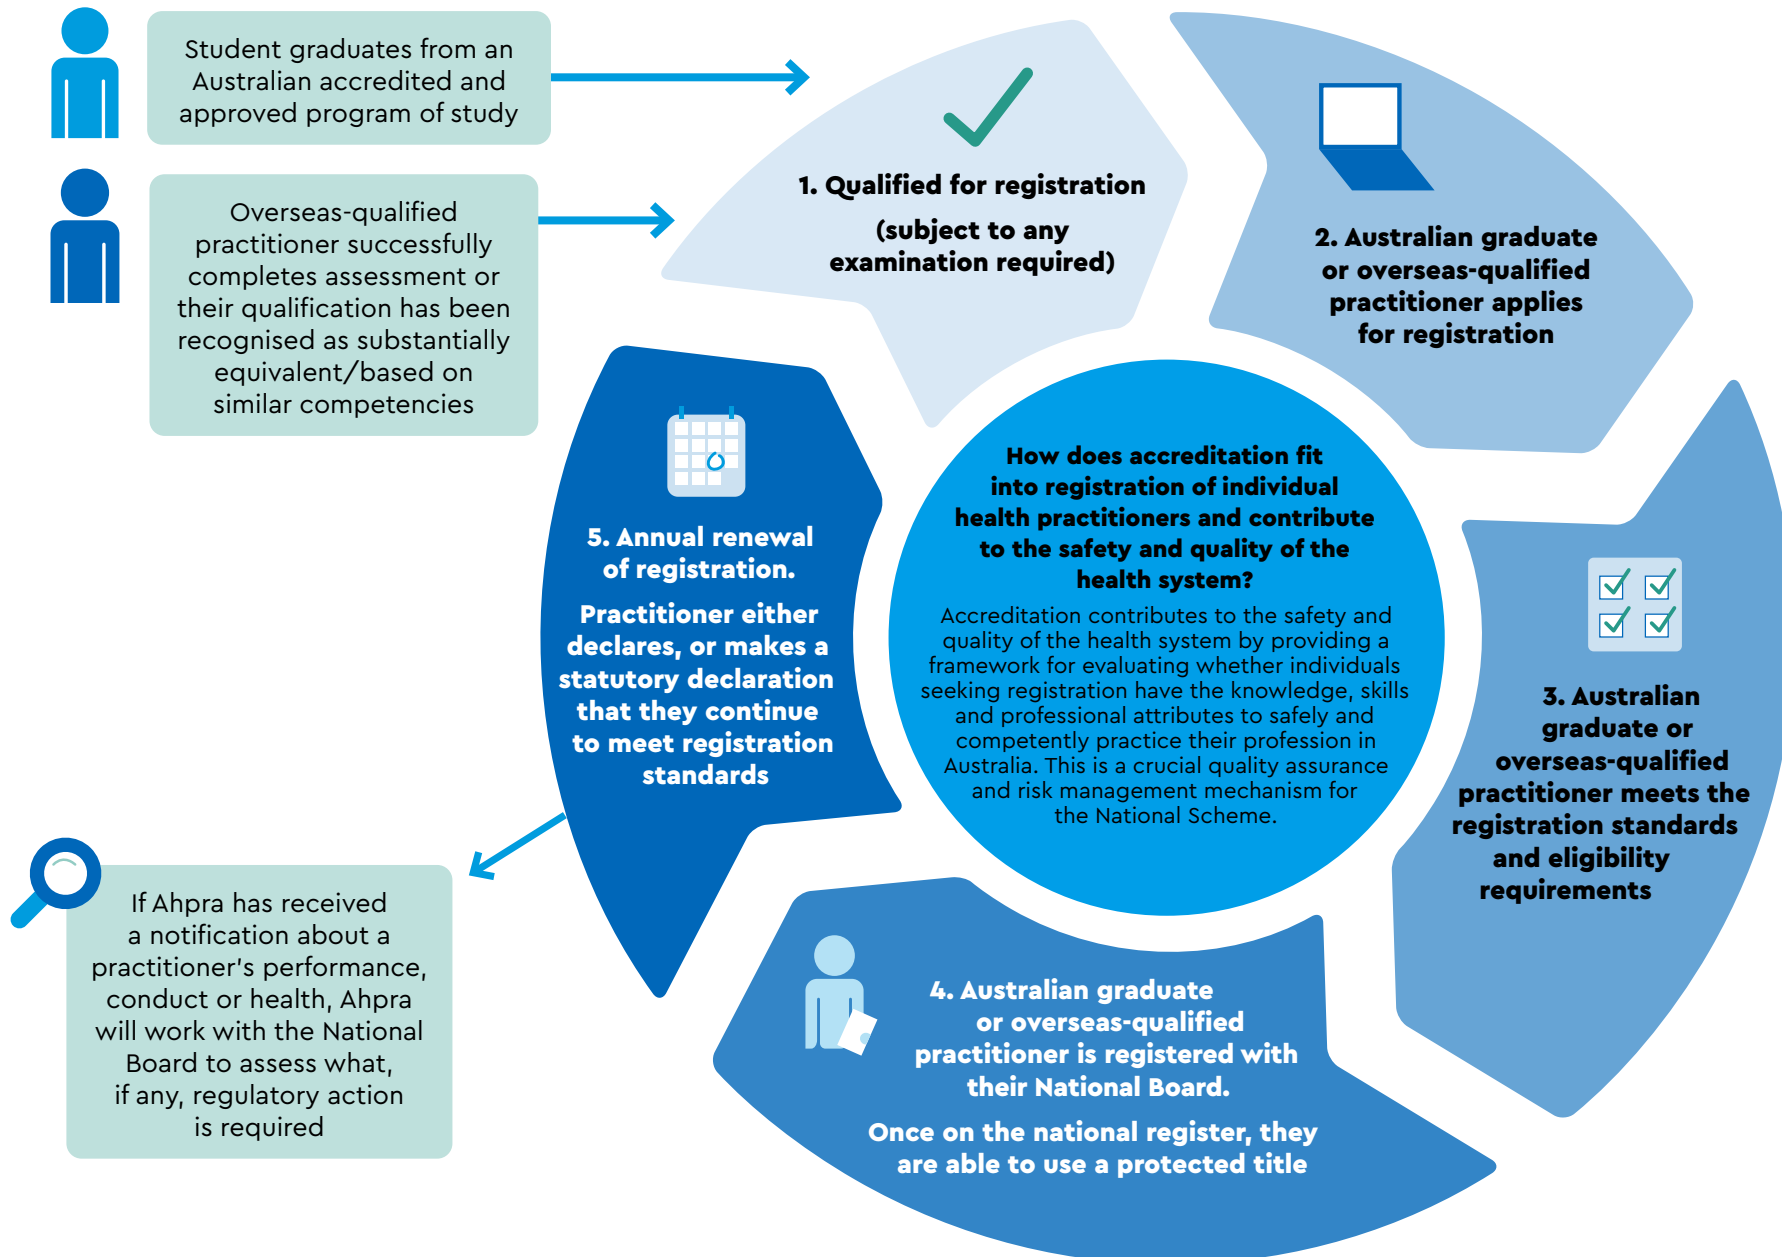 Student graduates from an
Australian accredited and
approved program of study
Overseas-qualified
practitioner successfully
completes assessment or
their qualification has been
recognised as substantially
equivalent/based on
similar competencies
1. Qualified for registration
(subject to any
examination required)
2. Australian graduate
or overseas-qualified
practitioner applies
for registration
3. Australian
graduate or
overseas-qualified
practitioner meets the
registration standards
and eligibility
requirements
4. Australian graduate
or overseas-qualified
practitioner is registered with
their National Board.
Once on the national register, they
are able to use a protected title
5. Annual renewal
of registration.
Practitioner either
declares, or makes a
statutory declaration
that they continue
to meet registration
standards
If Ahpra has received
a notification about a
practitioner's performance,
conduct or health, Ahpra
will work with the National
Board to assess what,
if any, regulatory action
is required
How does accreditation fit
into registration of individual
health practitioners and contribute
to the safety and quality of the
health system?
Accreditation contributes to the safety and
quality of the health system by providing a
framework for evaluating whether individuals
seeking registration have the knowledge, skills
and professional attributes to safely and
competently practice their profession in
Australia. This is a crucial quality assurance
and risk management mechanism for
the National Scheme.